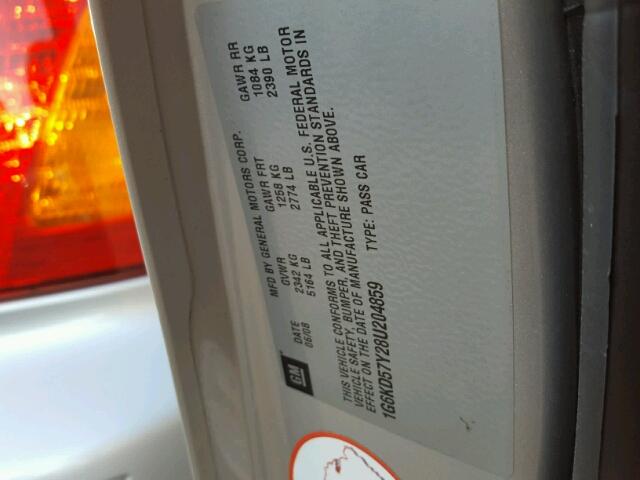 GM
MFD BY GENERAL MOTORS CORP.
DATE GVWR GAWR FRT GAWR RR
06/08 2342 KG 1258 KG 1084 KG
5164 LB 2774 LB 2390 LB
THIS VEHICLE CONFORMS TO ALL APPLICABLE U.S. FEDERAL MOTOR
VEHICLE SAFETY, BUMPER, AND THEFT PREVENTION STANDARDS IN
EFFECT ON THE DATE OF MANUFACTURE SHOWN ABOVE.
1G6KD57Y28U204859 TYPE: PASS CAR